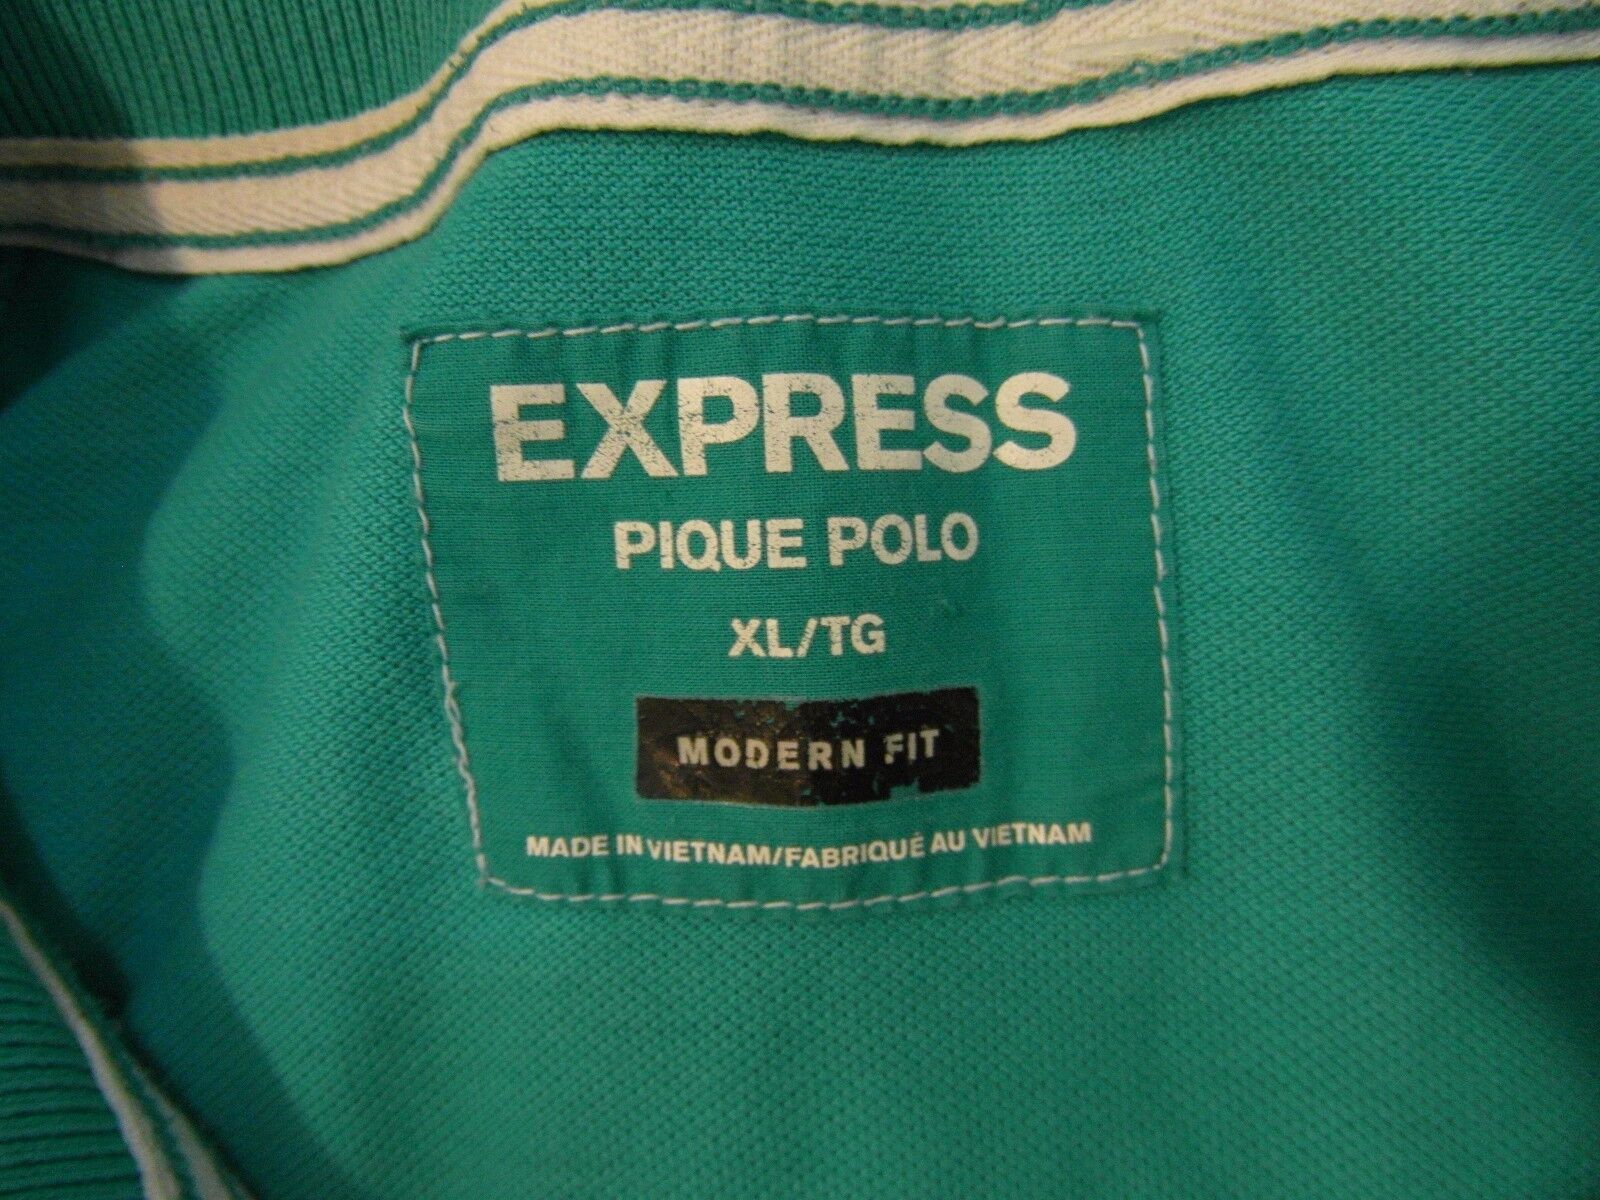 EXPRESS
PIQUE POLO
XL/TG
MODERN FIT
MADE IN VIETNAM/FABRIQUÉ AU VIETNAM